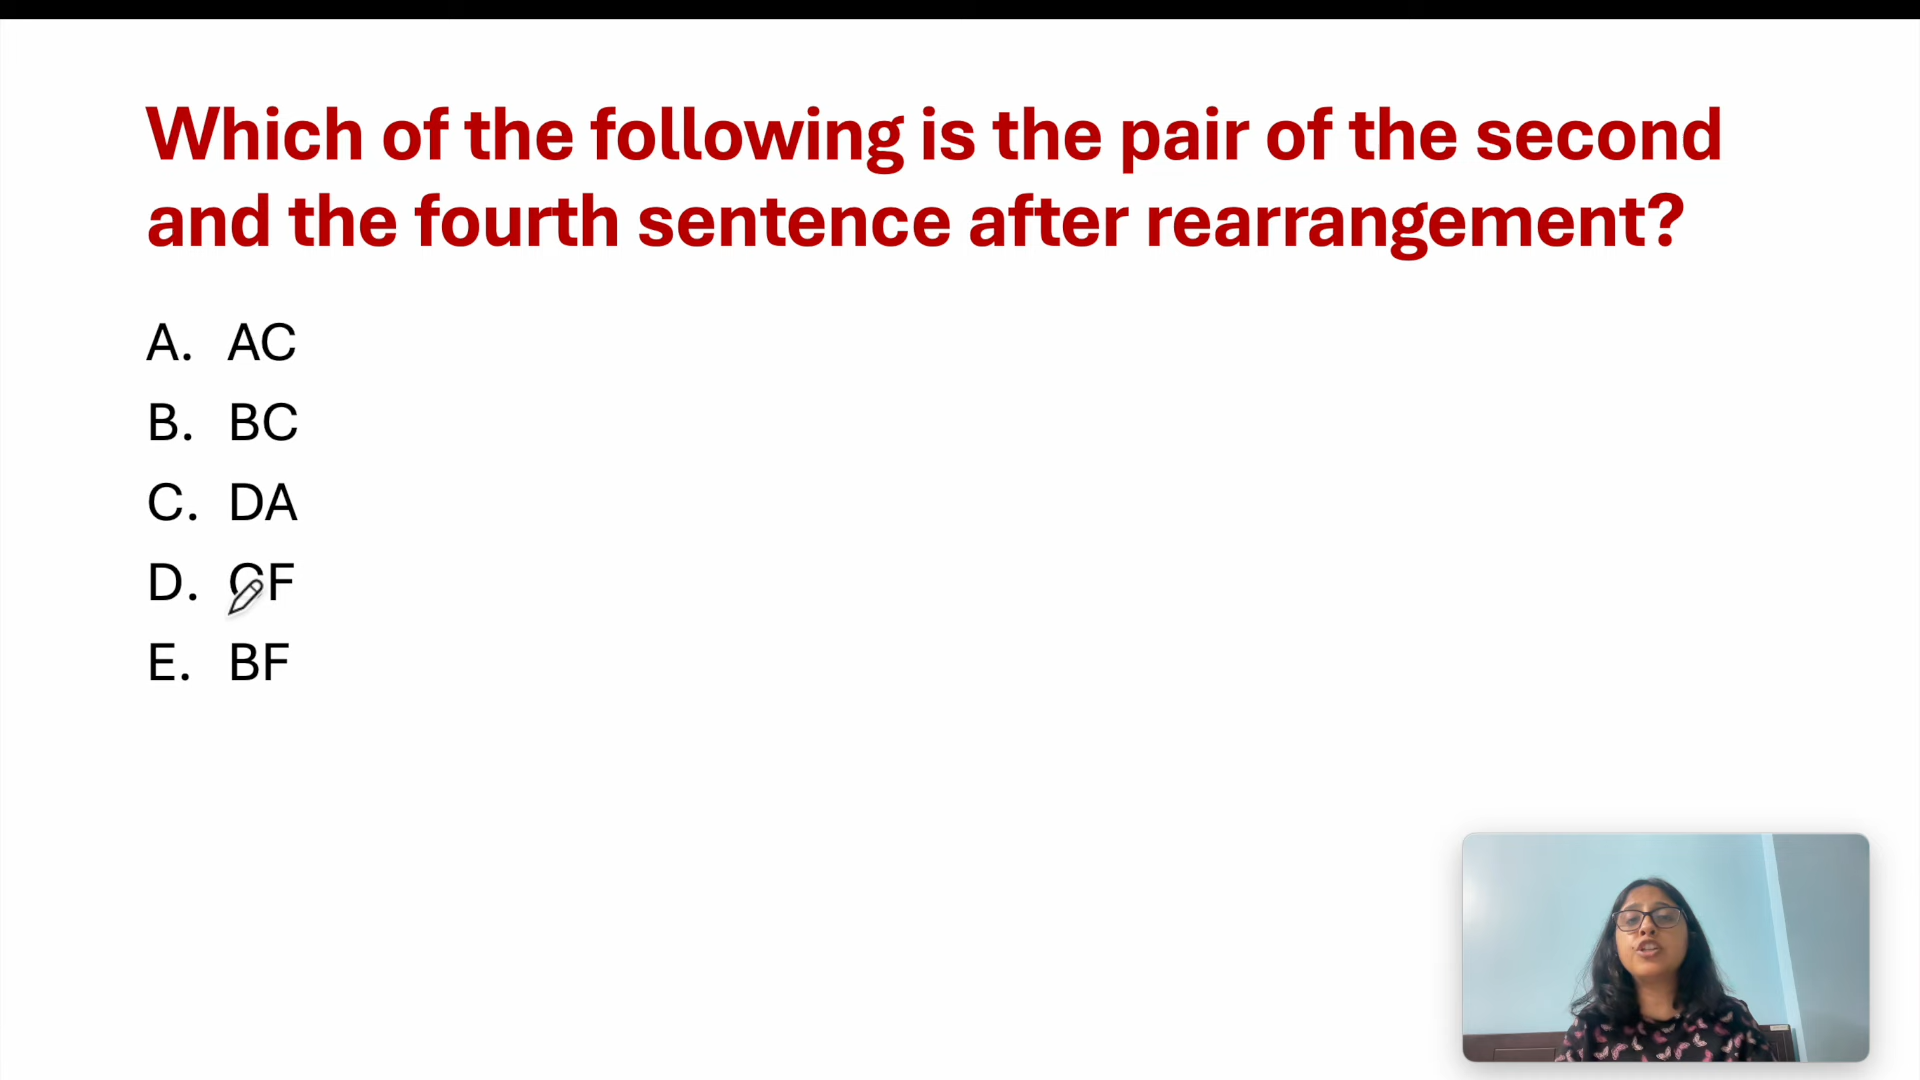 Which of the following is the pair of the second
and the fourth sentence after rearrangement?
A. AC
B. BC
C. DA
D. CF
E. BF